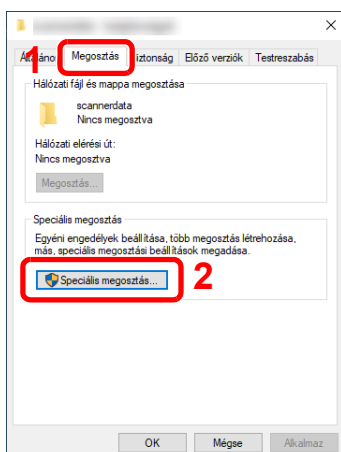 1
Megosztás
Biztonság
Előző verziók
Testreszabás
Hálózati fájl és mappa megosztása
scannerdata
Nincs megosztva
Hálózati elérési út:
Nincs megosztva
Megosztás...
Speciális megosztás
Egyéni engedélyek beállítása, több megosztás létrehozása,
más, speciális megosztási beállítások megadása.
Speciális megosztás...
2
OK
Mégse
Alkalmaz